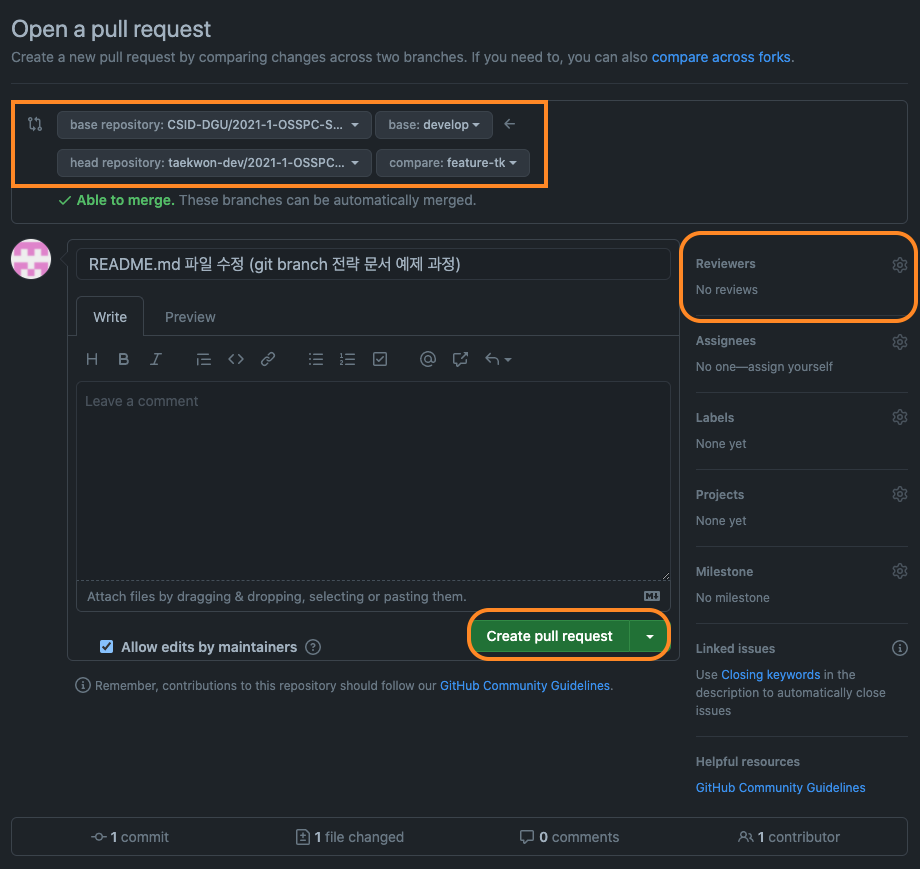 Open a pull request
Create a new pull request by comparing changes across two branches. If you need to, you can also compare across forks.
base repository: CSID-DGU/2021-1-OSSPC-S... base: develop
head repository: taekwon-dev/2021-1-OSSPC... compare: feature-tk
Able to merge. These branches can be automatically merged.
README.md 파일 수정 (git branch 전략 문서 예제 과정)
Write Preview
Leave a comment
Attach files by dragging & dropping, selecting or pasting them.
Allow edits by maintainers
Create pull request
Remember, contributions to this repository should follow our GitHub Community Guidelines.
Reviewers
No reviews
Assignees
No one—assign yourself
Labels
None yet
Projects
None yet
Milestone
No milestone
Linked issues
Use Closing keywords in the
description to automatically close
issues
Helpful resources
GitHub Community Guidelines
1 commit 1 file changed 0 comments 1 contributor